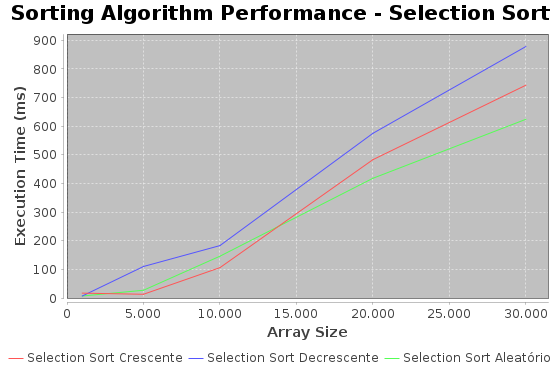 Sorting Algorithm Performance - Selection Sort
900
800
700
600
500
400
300
200
100
0
Execution Time (ms)
0 5.000 10.000 15.000 20.000 25.000 30.000
Array Size
Selection Sort Crescente Selection Sort Decrescente Selection Sort Aleatório